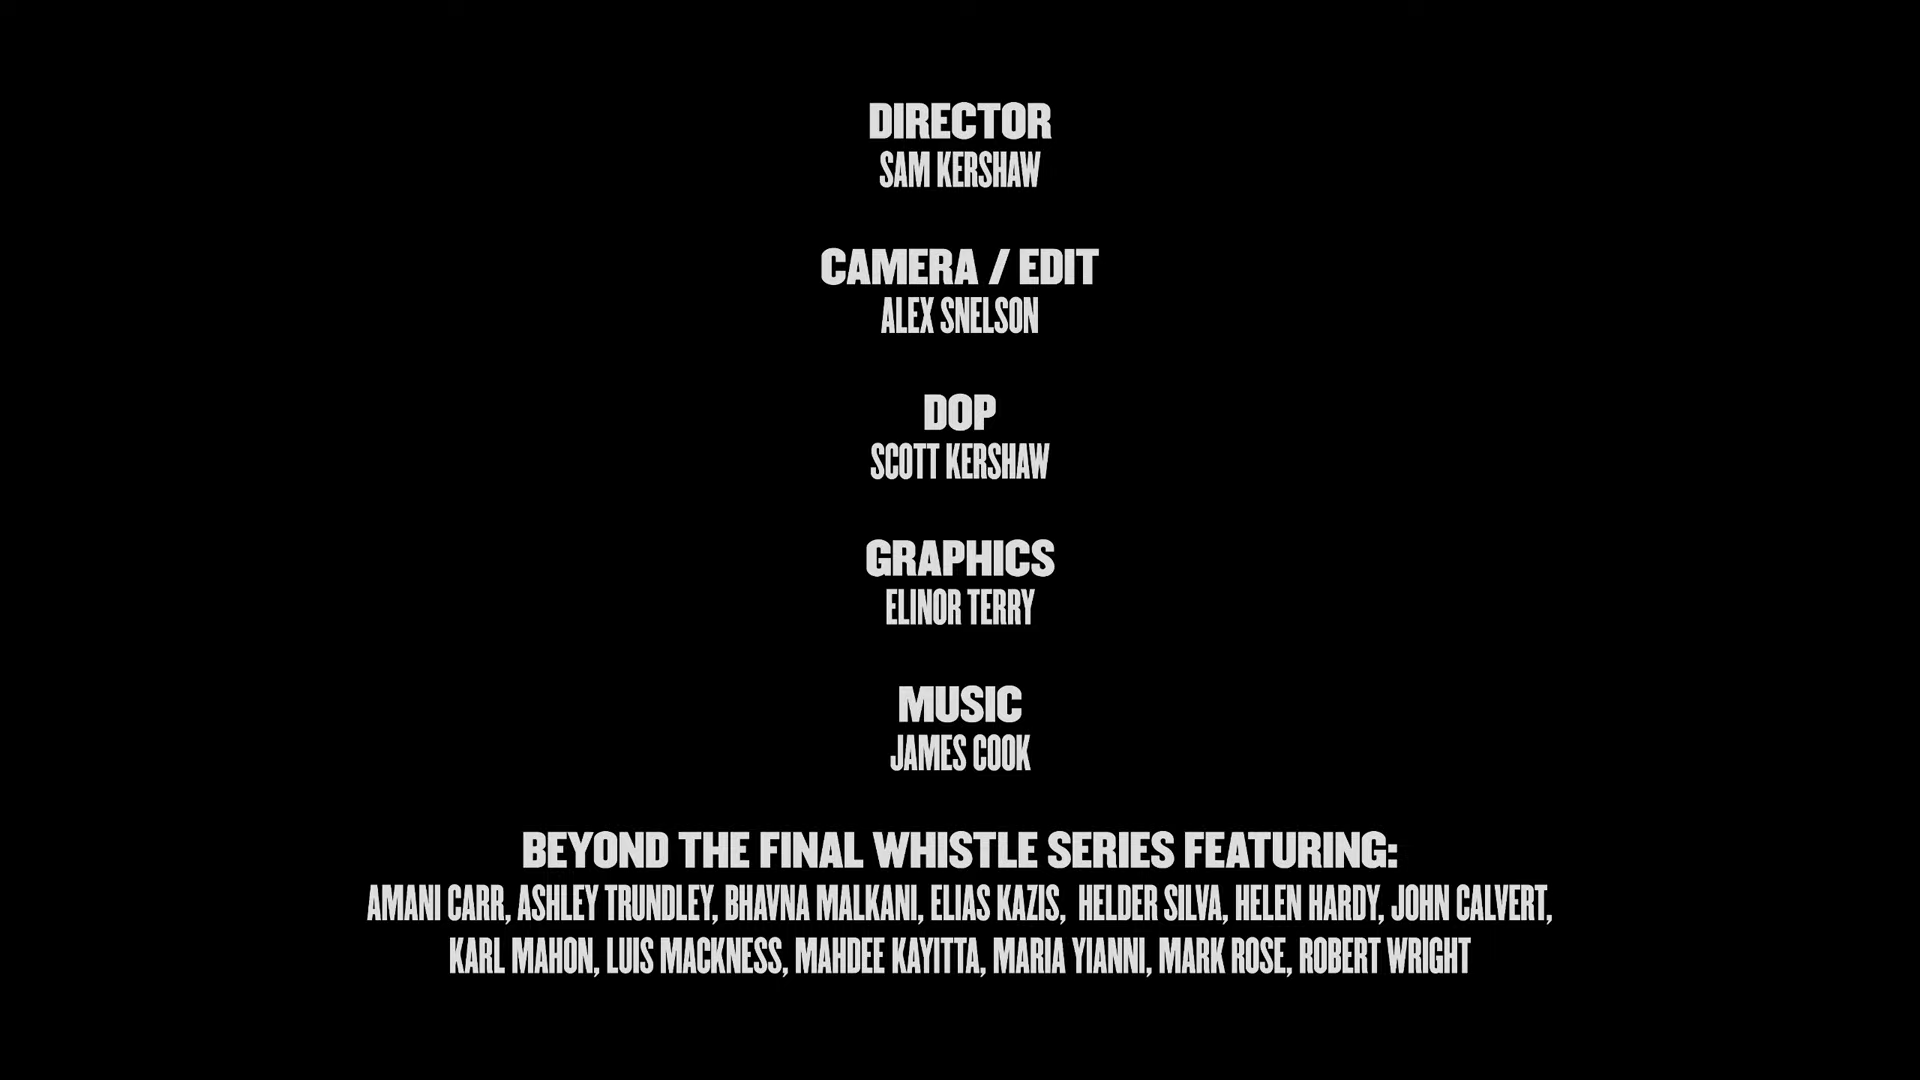 DIRECTOR
SAM KERSHAW
CAMERA / EDIT
ALEX SNELSON
DOP
SCOTT KERSHAW
GRAPHICS
ELINOR TERRY
MUSIC
JAMES COOK
BEYOND THE FINAL WHISTLE SERIES FEATURING:
AMANI CARR, ASHLEY TRUNDLEY, BHAVNA MALKANI, ELIAS KAZIS, HELDER SILVA, HELEN HARDY, JOHN CALVERT,
KARL MAHON, LUIS MACKNESS, MAHDEE KAYITTA, MARIA YIANNI, MARK ROSE, ROBERT WRIGHT